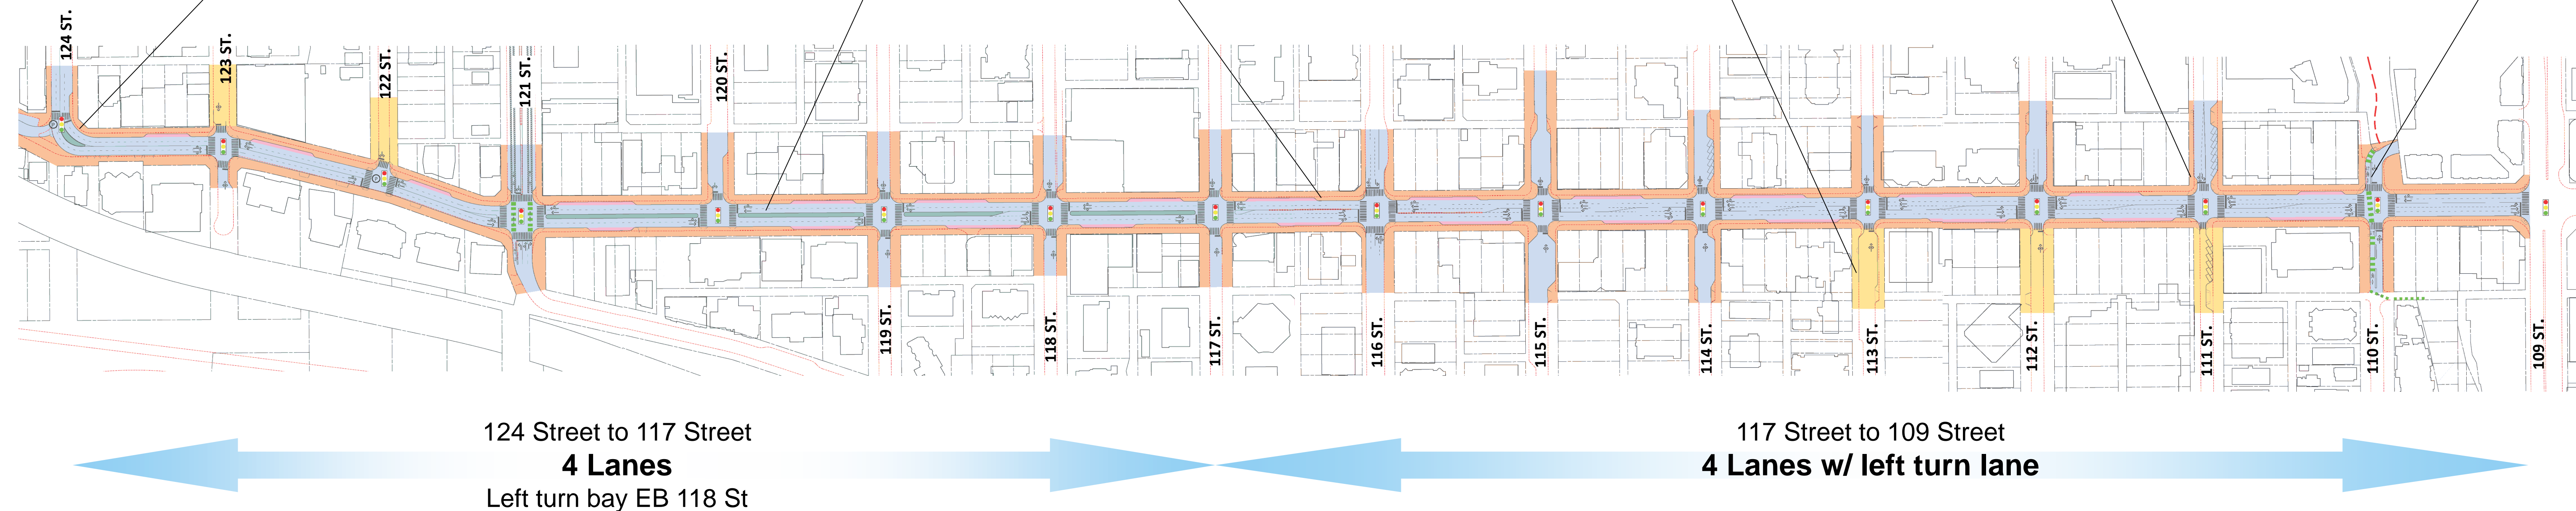 124 ST.
123 ST.
122 ST.
121 ST.
120 ST.
119 ST.
118 ST.
117 ST.
116 ST.
115 ST.
114 ST.
113 ST.
112 ST.
111 ST.
110 ST.
109 ST.
124 Street to 117 Street
4 Lanes
Left turn bay EB 118 St
117 Street to 109 Street
4 Lanes w/ left turn lane